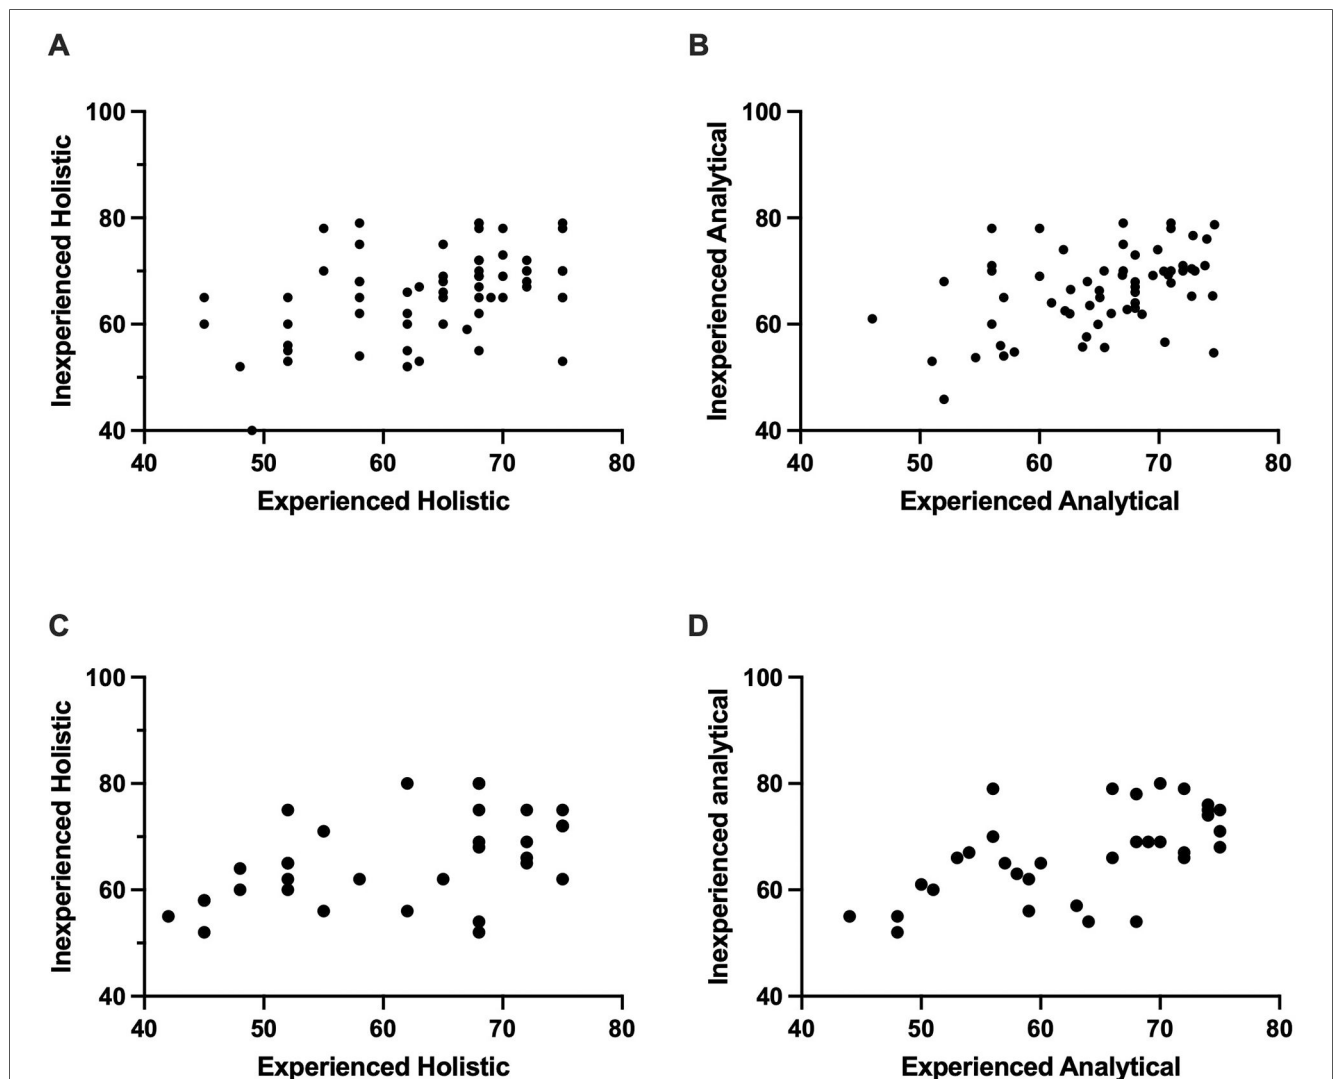 A
B
100
80
60
40
Inexperienced Holistic
40 50 60 70 80
Experienced Holistic
100
80
60
40
Inexperienced Analytical
40 50 60 70 80
Experienced Analytical
C
D
100
80
60
40
Inexperienced Holistic
40 50 60 70 80
Experienced Holistic
100
80
60
40
Inexperienced analytical
40 50 60 70 80
Experienced Analytical